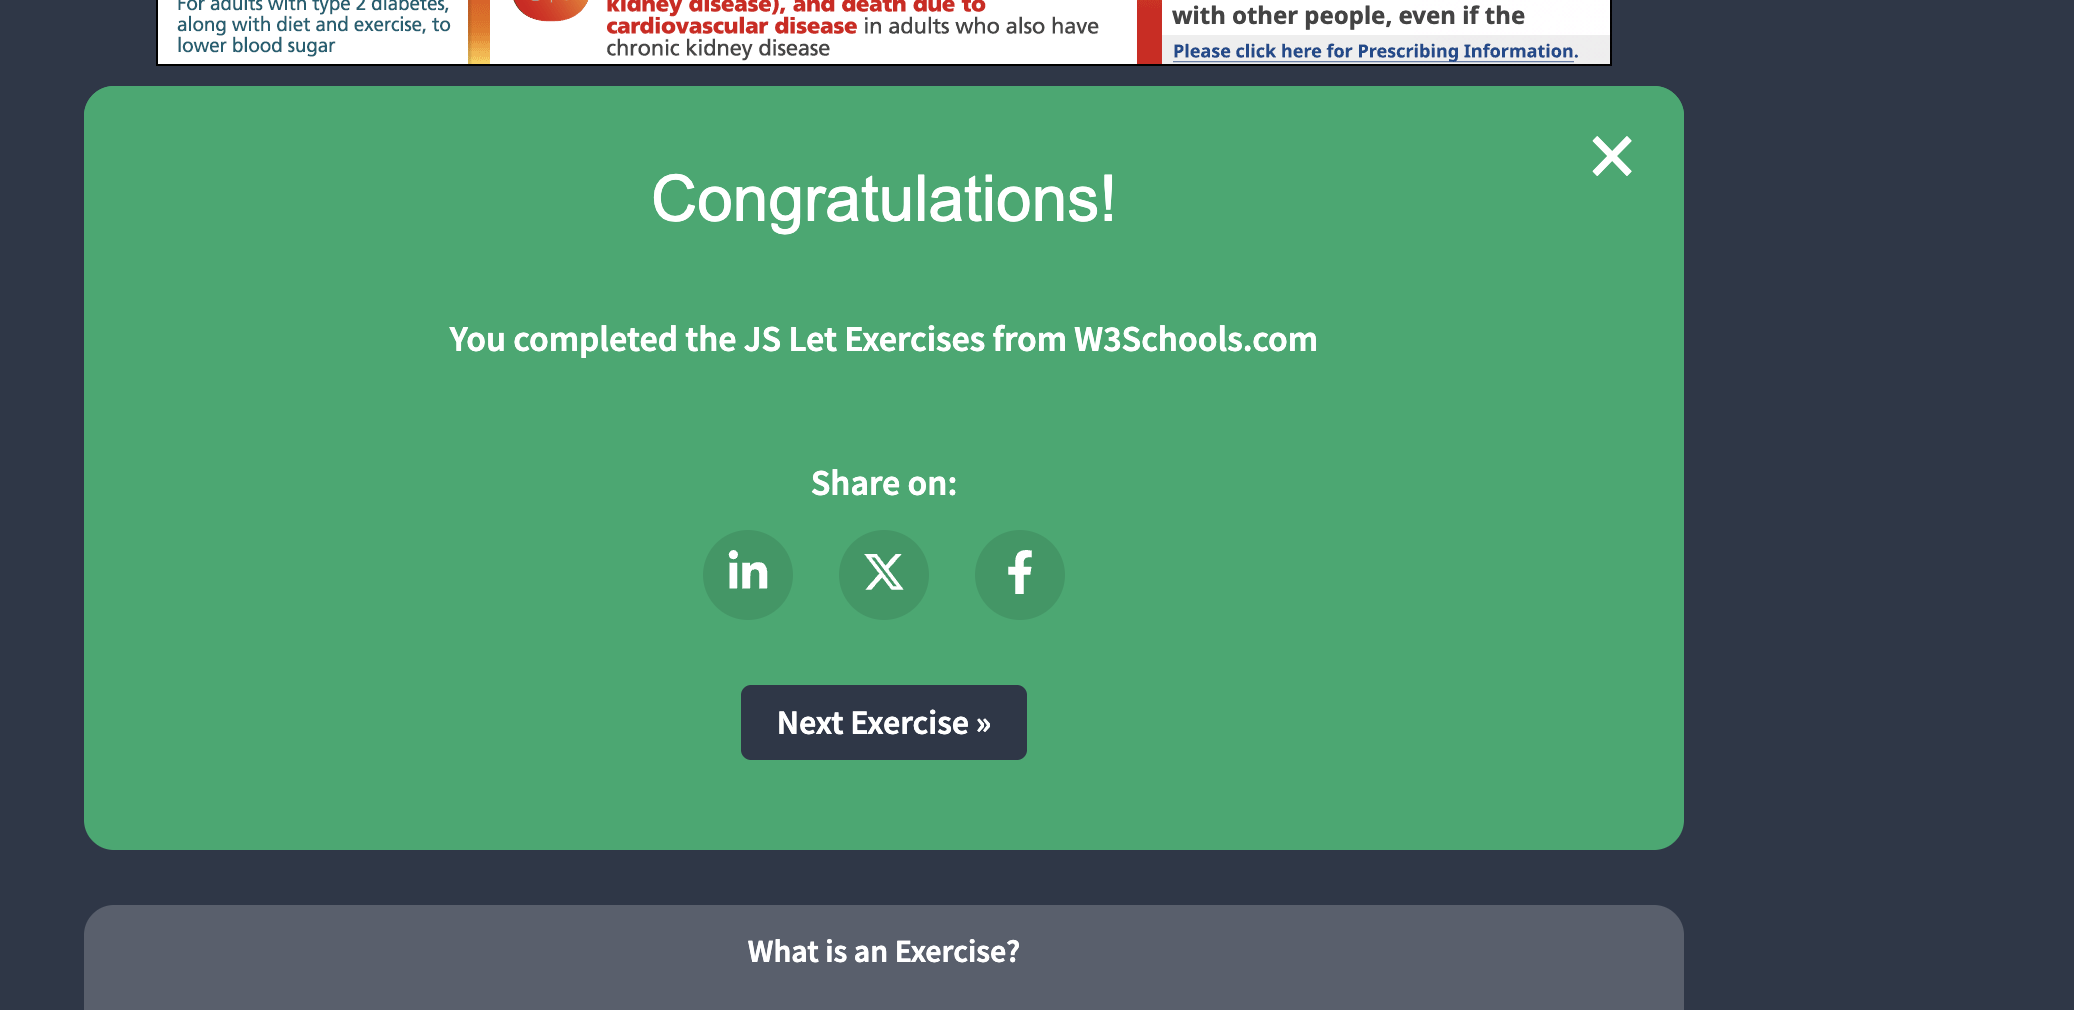 For adults with type 2 diabetes,
along with diet and exercise, to
lower blood sugar
kidney disease), and death due to
cardiovascular disease in adults who also have
chronic kidney disease
with other people, even if the
Please click here for Prescribing Information.
Congratulations!
You completed the JS Let Exercises from W3Schools.com
Share on:
in
X
f
Next Exercise »
What is an Exercise?